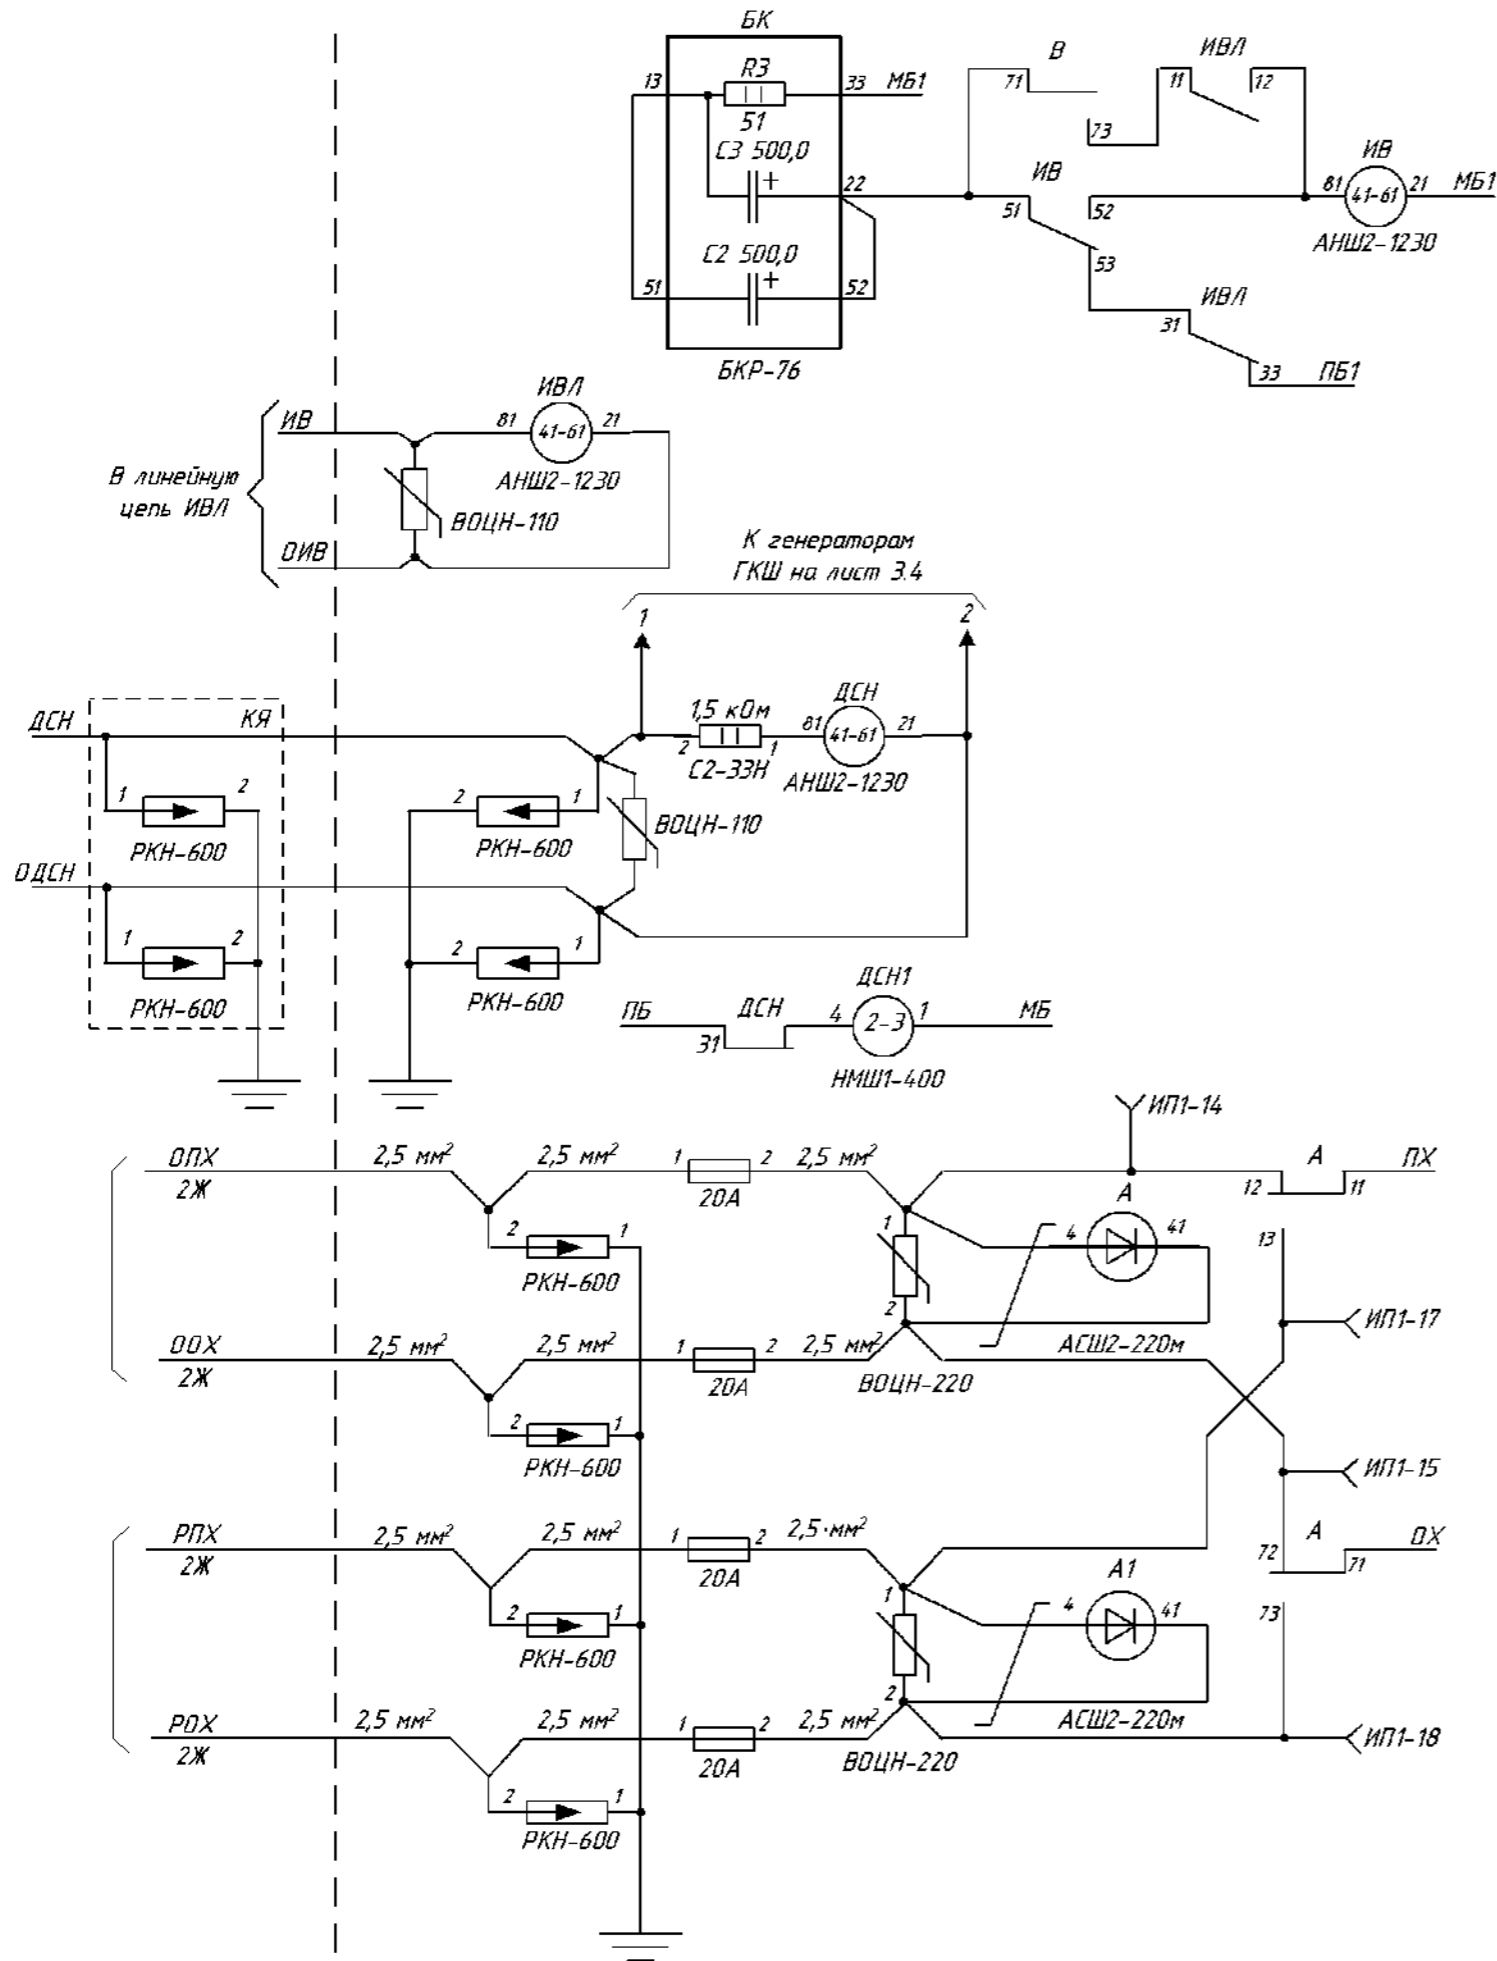 БК
13
R3
33
МБ1
51
С3 500,0
+
22
С2 500,0
+
51
52
БКР-76
В
71
73
ИВЛ
11
12
ИВ
51
52
53
ИВ
81
41-61
21
МБ1
АНШ2-1230
ИВЛ
31
33
ПБ1
В линейную
цепь ИВЛ
ИВ
ОИВ
ИВЛ
81
41-61
21
АНШ2-1230
ВОЦН-110
К генераторам
ГКШ на лист 3.4
1
2
ДСН
КЯ
1
2
РКН-600
ОДСН
1
2
РКН-600
2
1
РКН-600
2
1
РКН-600
ВОЦН-110
1,5 кОм
2
1
С2-33Н
ДСН
81
41-61
21
АНШ2-1230
ПБ
ДСН
31
ДСН1
4
2-3
1
МБ
НМШ1-400
ИП1-14
ОПХ
2Ж
2,5 мм²
2,5 мм²
1
2
20А
2,5 мм²
А
12
11
ПХ
13
2
1
РКН-600
1
2
А
4
41
ИП1-17
ООХ
2Ж
2,5 мм²
2,5 мм²
1
2
20А
2,5 мм²
ВОЦН-220
АСШ2-220м
2
1
РКН-600
ИП1-15
РПХ
2Ж
2,5 мм²
2,5 мм²
1
2
20А
2,5·мм²
А
72
71
ОХ
73
2
1
РКН-600
1
2
А1
4
41
РОХ
2Ж
2,5 мм²
2,5 мм²
1
2
20А
2,5 мм²
ВОЦН-220
АСШ2-220м
ИП1-18
2
1
РКН-600